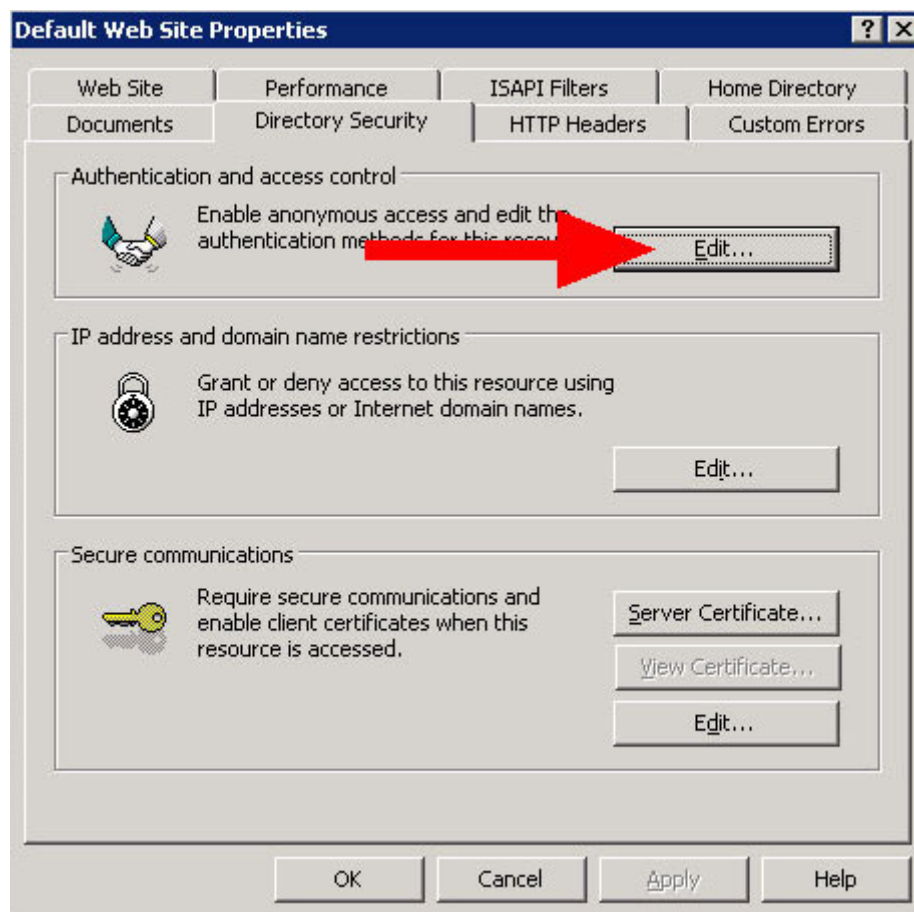 Default Web Site Properties
Web Site Performance ISAPI Filters Home Directory
Documents Directory Security HTTP Headers Custom Errors
Authentication and access control
Enable anonymous access and edit the
authentication methods for this
Edit...
IP address and domain name restrictions
Grant or deny access to this resource using
IP addresses or Internet domain names.
Edit...
Secure communications
Require secure communications and
enable client certificates when this
resource is accessed.
Server Certificate...
View Certificate...
Edit...
OK Cancel Apply Help